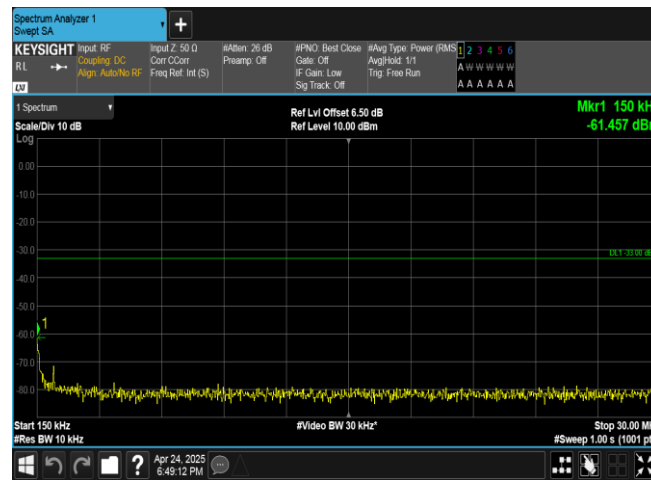 Spectrum Analyzer 1
Swept SA
+
KEYSIGHT
R L
LXI
Input: RF
Coupling: DC
Align: Auto/No RF
Input Z: 50 Ω
Corr CCorr
Freq Ref: Int (S)
#Atten: 26 dB
Preamp: Off
#PNO: Best Close
Gate: Off
IF Gain: Low
Sig Track: Off
#Avg Type: Power (RMS
Avg|Hold: 1/1
Trig: Free Run
1 2 3 4 5 6
A W W W W W
A A A A A A
1 Spectrum
Scale/Div 10 dB
Ref Lvl Offset 6.50 dB
Ref Level 10.00 dBm
Mkr1 150 kH
-61.457 dBr
Log
0.00
-10.0
-20.0
-30.0
DL1 -33.00 dB
-40.0
-50.0
1
-60.0
-70.0
-80.0
Start 150 kHz
#Res BW 10 kHz
#Video BW 30 kHz*
Stop 30.00 M
#Sweep 1.00 s (1001 pt
?
Apr 24, 2025
6:49:12 PM